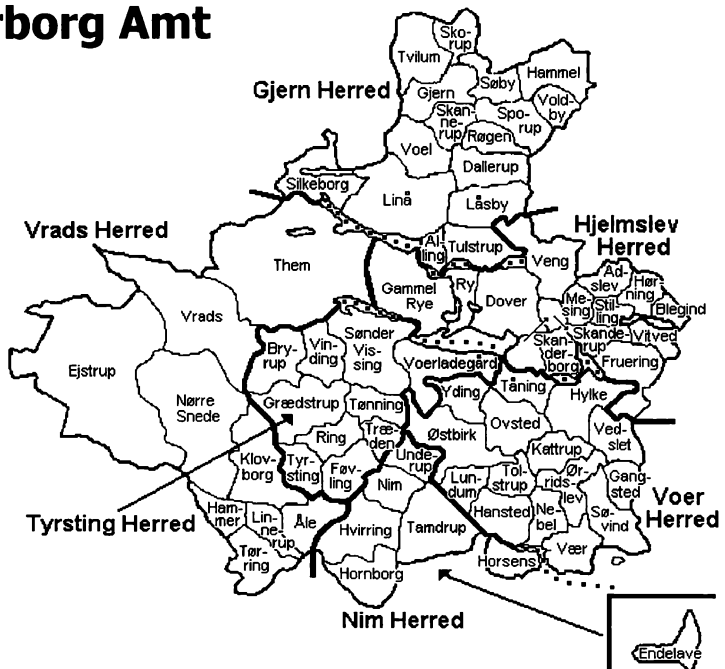 rborg Amt
Sko-
rup
Tvilum
Gjern Herred
Gjern
Søby
Hammel
Vold-
by
Skan-
ne-
rup
Spo-
rup
Røgen
Voel
Dallerup
Silkeborg
Linå
Låsby
Vrads Herred
Hjelmslev
Herred
Al-
ling
Tulstrup
Veng
Them
Gammel
Rye
Ry
Dover
Ad-
slev
Hør-
ning
Me-
sing
Stil-
ling
Blegind
Vrads
Skan-
der-
borg
Skande-
rup
Vitved
Fruering
Ejstrup
Bry-
rup
Vin-
ding
Sønder
Vis-
sing
Voerladegård
Yding
Tåning
Hylke
Nørre
Snede
Grædstrup
Tønning
Ovsted
Ring
Træ-
den
Østbirk
Ved-
slet
Kattrup
Klov-
borg
Tyr-
sting
Føv-
ling
Unde-
rup
Nim
Lun-
dum
Tol-
strup
Ør-
rids-
lev
Gang-
sted
Voer
Herred
Tyrsting Herred
Ham-
mer
Lin-
ne-
rup
Åle
Hvirring
Tamdrup
Hansted
Ne-
bel
Sø-
vind
Tør-
ring
Hornborg
Horsens
Vær
Nim Herred
Endelave